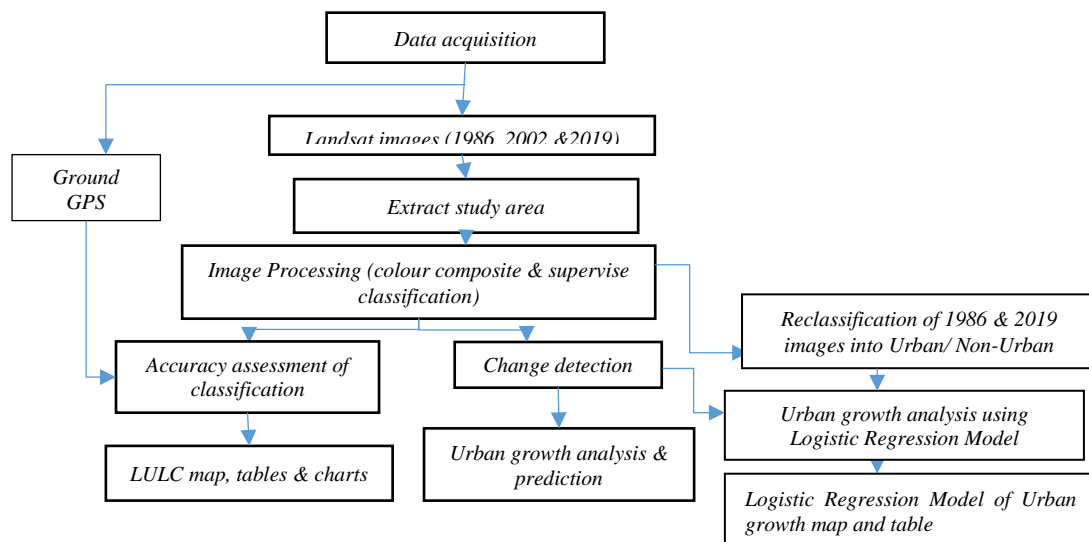 Data acquisition
Landsat images (1986, 2002 &2019)
Ground
GPS
Extract study area
Image Processing (colour composite & supervise
classification)
Reclassification of 1986 & 2019
images into Urban/ Non-Urban
Accuracy assessment of
classification
Change detection
Urban growth analysis using
Logistic Regression Model
LULC map, tables & charts
Urban growth analysis &
prediction
Logistic Regression Model of Urban
growth map and table